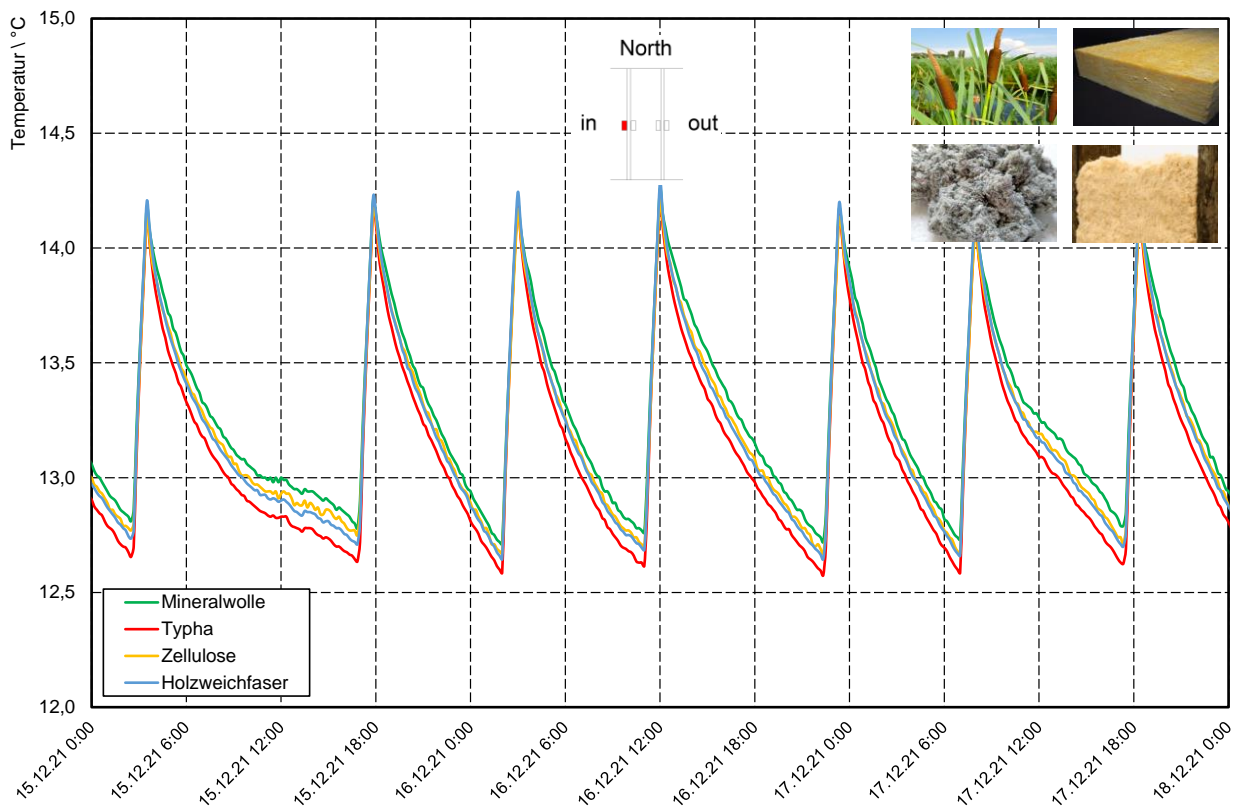 Temperatur \ °C
15,0
14,5
14,0
13,5
13,0
12,5
12,0
North
in
out
Mineralwolle
Typha
Zellulose
Holzweichfaser
15.12.21 0:00
15.12.21 6:00
15.12.21 12:00
15.12.21 18:00
16.12.21 0:00
16.12.21 6:00
16.12.21 12:00
16.12.21 18:00
17.12.21 0:00
17.12.21 6:00
17.12.21 12:00
17.12.21 18:00
18.12.21 0:00